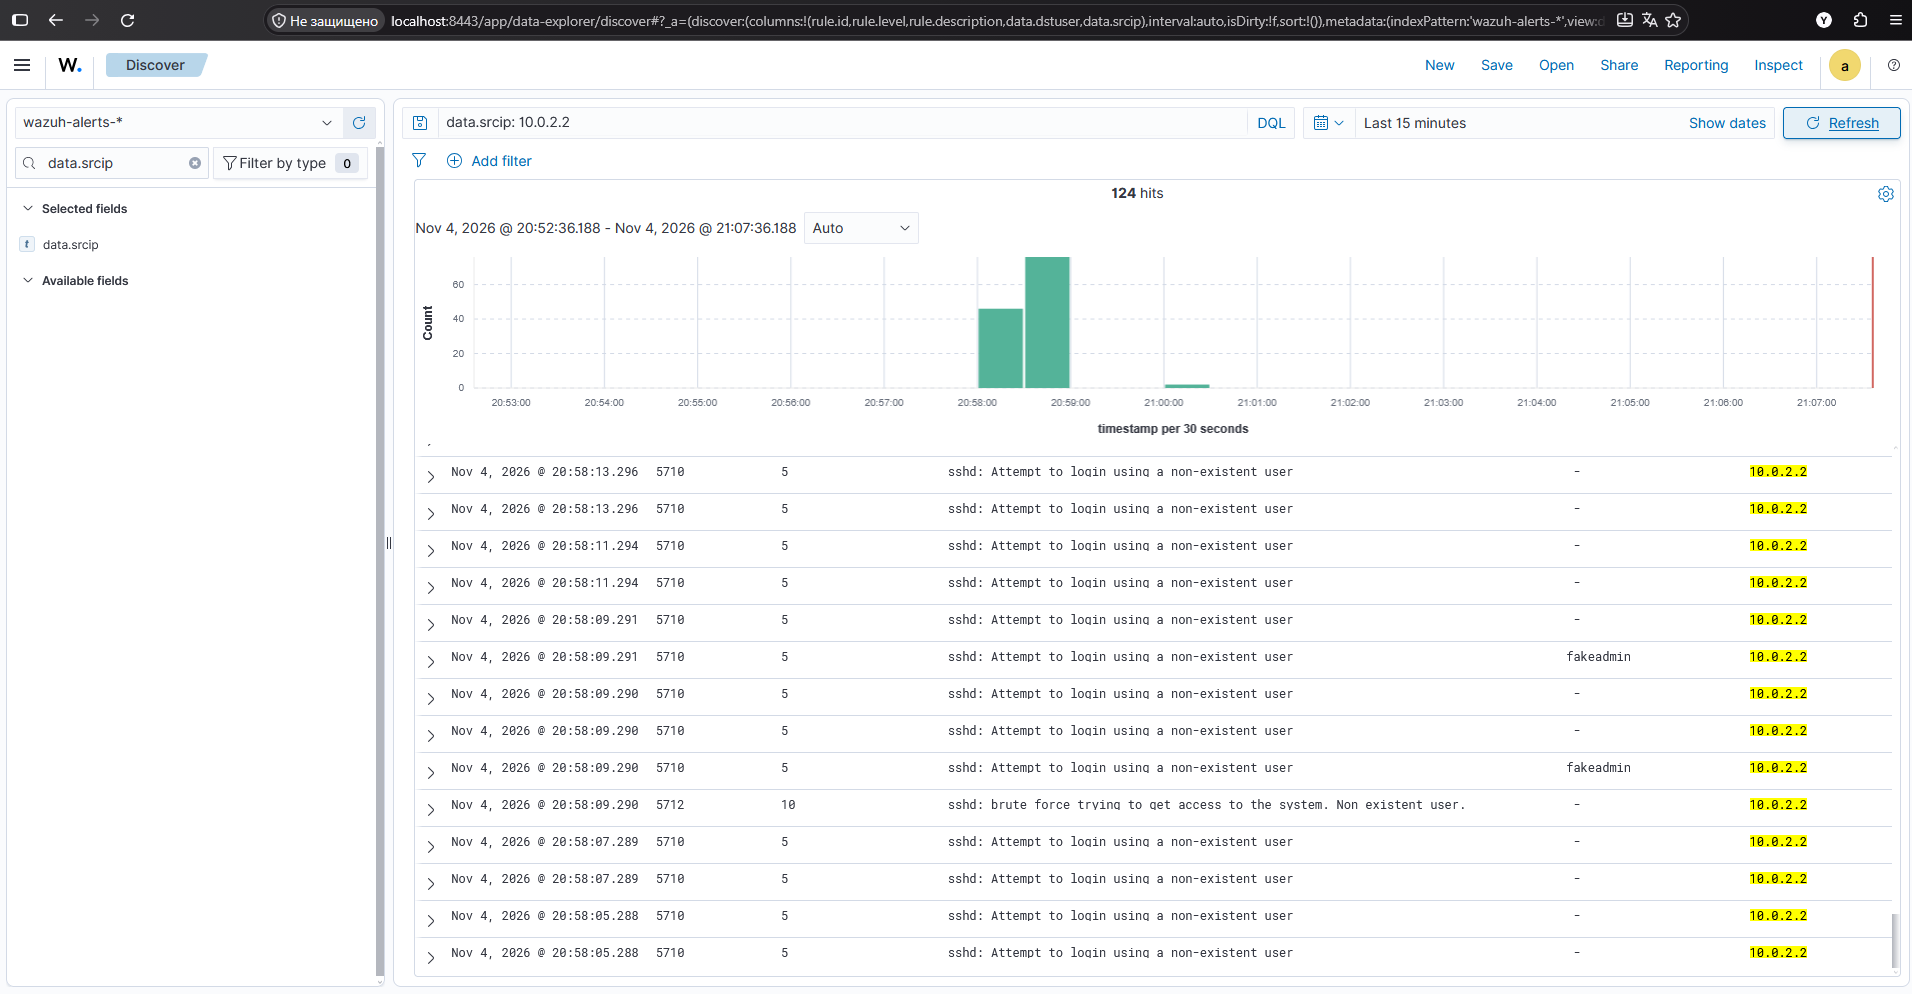 Не защищено localhost:8443/app/data-explorer/discover#?_a=(discover:(columns:!(rule.id,rule.level,rule.description,data.dstuser,data.srcip),interval:auto,isDirty:!f,sort:!()),metadata:(indexPattern:'wazuh-alerts-*',view:d Y
W. Discover New Save Open Share Reporting Inspect a
wazuh-alerts-* data.srcip: 10.0.2.2 DQL Last 15 minutes Show dates Refresh
data.srcip Filter by type 0 Add filter
Selected fields
t data.srcip
Available fields
124 hits
Nov 4, 2026 @ 20:52:36.188 - Nov 4, 2026 @ 21:07:36.188 Auto
Count
60
40
20
0
20:53:00 20:54:00 20:55:00 20:56:00 20:57:00 20:58:00 20:59:00 21:00:00 21:01:00 21:02:00 21:03:00 21:04:00 21:05:00 21:06:00 21:07:00
timestamp per 30 seconds
Nov 4, 2026 @ 20:58:13.296 5710 5 sshd: Attempt to login using a non-existent user - 10.0.2.2
Nov 4, 2026 @ 20:58:13.296 5710 5 sshd: Attempt to login using a non-existent user - 10.0.2.2
Nov 4, 2026 @ 20:58:11.294 5710 5 sshd: Attempt to login using a non-existent user - 10.0.2.2
Nov 4, 2026 @ 20:58:11.294 5710 5 sshd: Attempt to login using a non-existent user - 10.0.2.2
Nov 4, 2026 @ 20:58:09.291 5710 5 sshd: Attempt to login using a non-existent user - 10.0.2.2
Nov 4, 2026 @ 20:58:09.291 5710 5 sshd: Attempt to login using a non-existent user fakeadmin 10.0.2.2
Nov 4, 2026 @ 20:58:09.290 5710 5 sshd: Attempt to login using a non-existent user - 10.0.2.2
Nov 4, 2026 @ 20:58:09.290 5710 5 sshd: Attempt to login using a non-existent user - 10.0.2.2
Nov 4, 2026 @ 20:58:09.290 5710 5 sshd: Attempt to login using a non-existent user fakeadmin 10.0.2.2
Nov 4, 2026 @ 20:58:09.290 5712 10 sshd: brute force trying to get access to the system. Non existent user. - 10.0.2.2
Nov 4, 2026 @ 20:58:07.289 5710 5 sshd: Attempt to login using a non-existent user - 10.0.2.2
Nov 4, 2026 @ 20:58:07.289 5710 5 sshd: Attempt to login using a non-existent user - 10.0.2.2
Nov 4, 2026 @ 20:58:05.288 5710 5 sshd: Attempt to login using a non-existent user - 10.0.2.2
Nov 4, 2026 @ 20:58:05.288 5710 5 sshd: Attempt to login using a non-existent user - 10.0.2.2